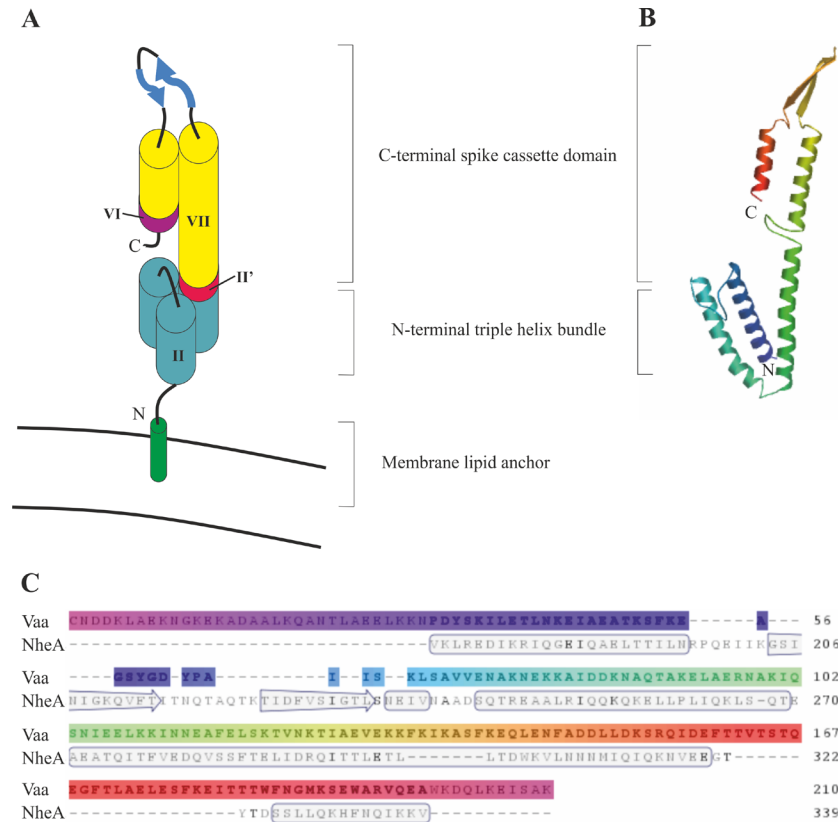 A
B
C-terminal spike cassette domain
VI
VII
C
C
II'
N-terminal triple helix bundle
II
N
N
Membrane lipid anchor
C
Vaa CNDDKLAEKNGKEKADAALKQANTLAEELKKNPDYSKILETLNKEIAEATKSFKE------A--- 56
NheA --------------------------------VKLREDIKRIQGEIQAELTTILNRPQEIIKGSI 206
Vaa ----GSYGD-YPA----------I--IS--KLSAVVENAKNEKKAIDDKNAQTAKELAERNAKIQ 102
NheA NIGKQVFTITNQTAQTKTIDFVSIGTLSNEIVNAADSQTREAALRIQQKQKELLPLIQKLS-QTE 270
Vaa SNIEELKKINNEAFELSKTVNKTIAEVEKKFKIKASFKEQLENFADDLLDKSRQIDEFTTVTSTQ 167
NheA AEATQITFVEDQVSSFTELIDRQITTLETL-------LTDWKVLNNNMIQIQKNVEEGT------ 322
Vaa EGFTLAELESFKEITTTWFNGMKSEWARVQEAWKDQLKEISAK 210
NheA ---------------YTDSSLLQKHFNQIKKV----------- 339